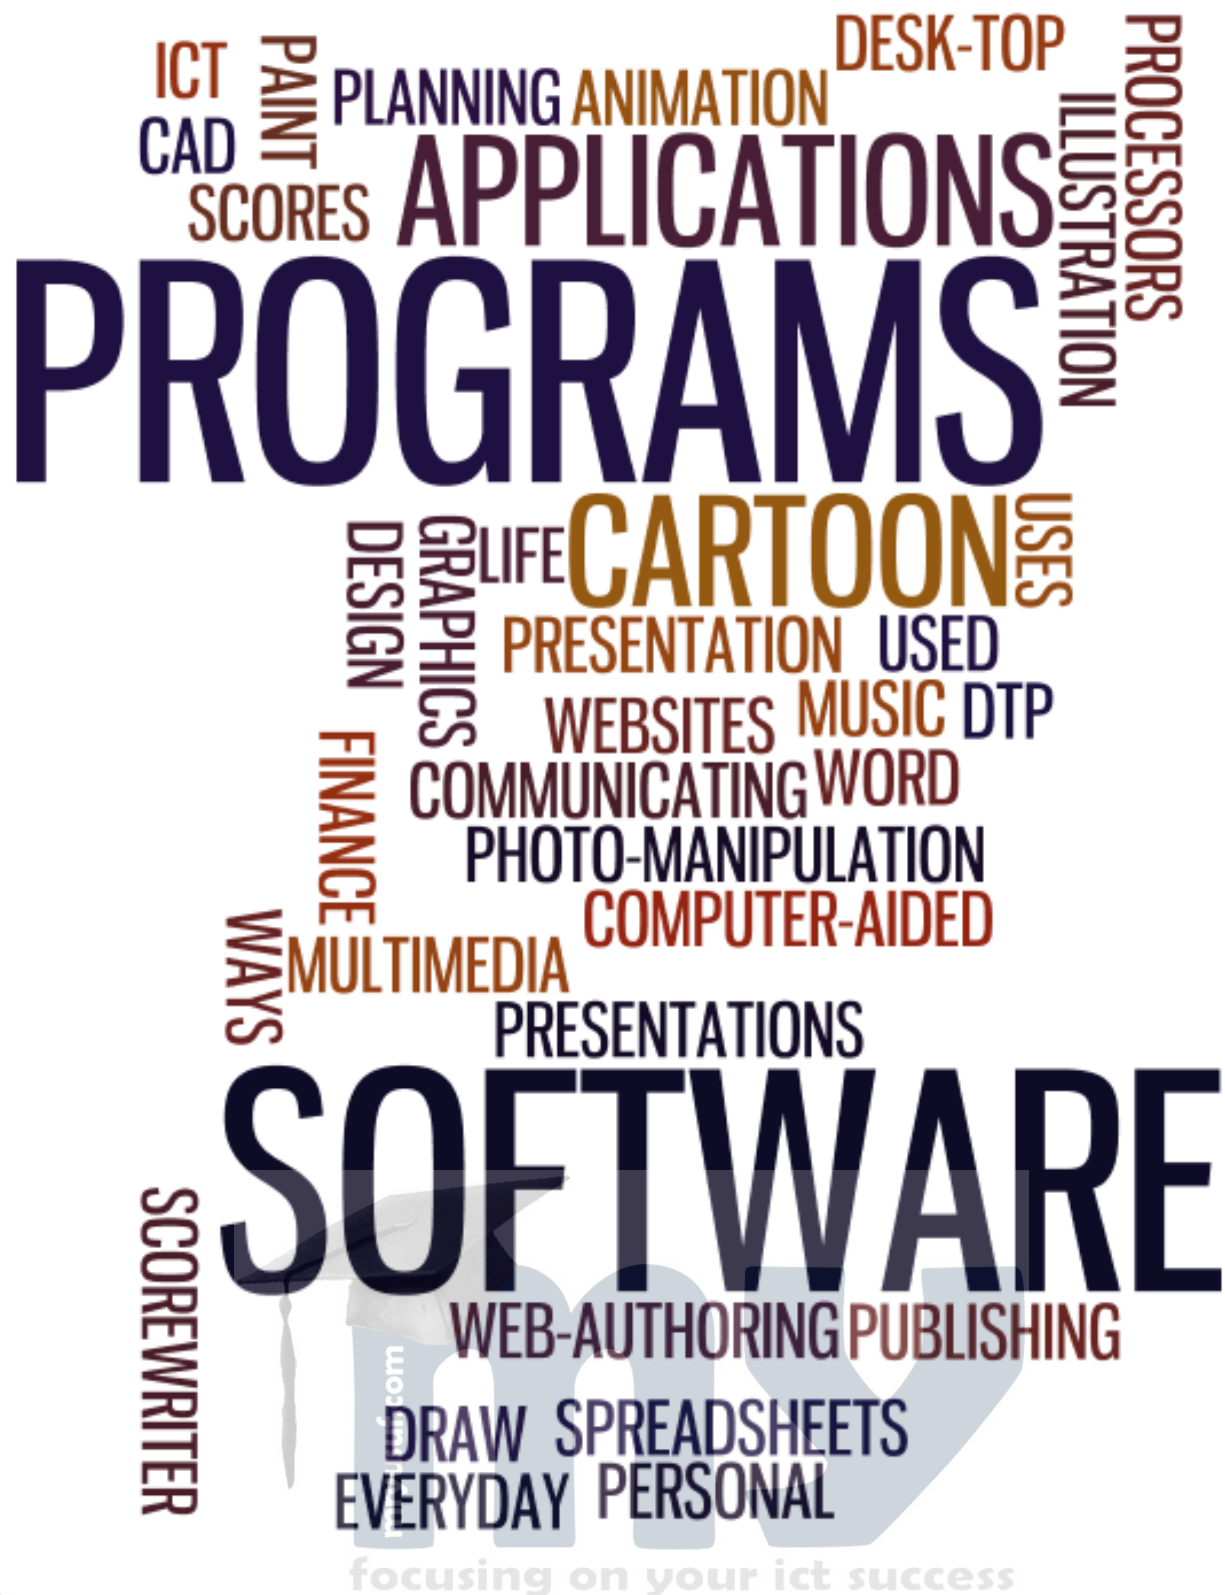 DESK-TOP
PROCESSORS
ICT
PAINT
PLANNING
ANIMATION
ILLUSTRATION
CAD
APPLICATIONS
SCORES
PROGRAMS
CARTOON
USES
DESIGN
GRAPHICS
LIFE
PRESENTATION
USED
MUSIC
DTP
WEBSITES
FINANCE
WORD
COMMUNICATING
PHOTO-MANIPULATION
COMPUTER-AIDED
WAYS
MULTIMEDIA
PRESENTATIONS
SOFTWARE
SCOREWRITER
WEB-AUTHORING
PUBLISHING
my
DRAW
SPREADSHEETS
EVERYDAY
PERSONAL
focusing on your ict success